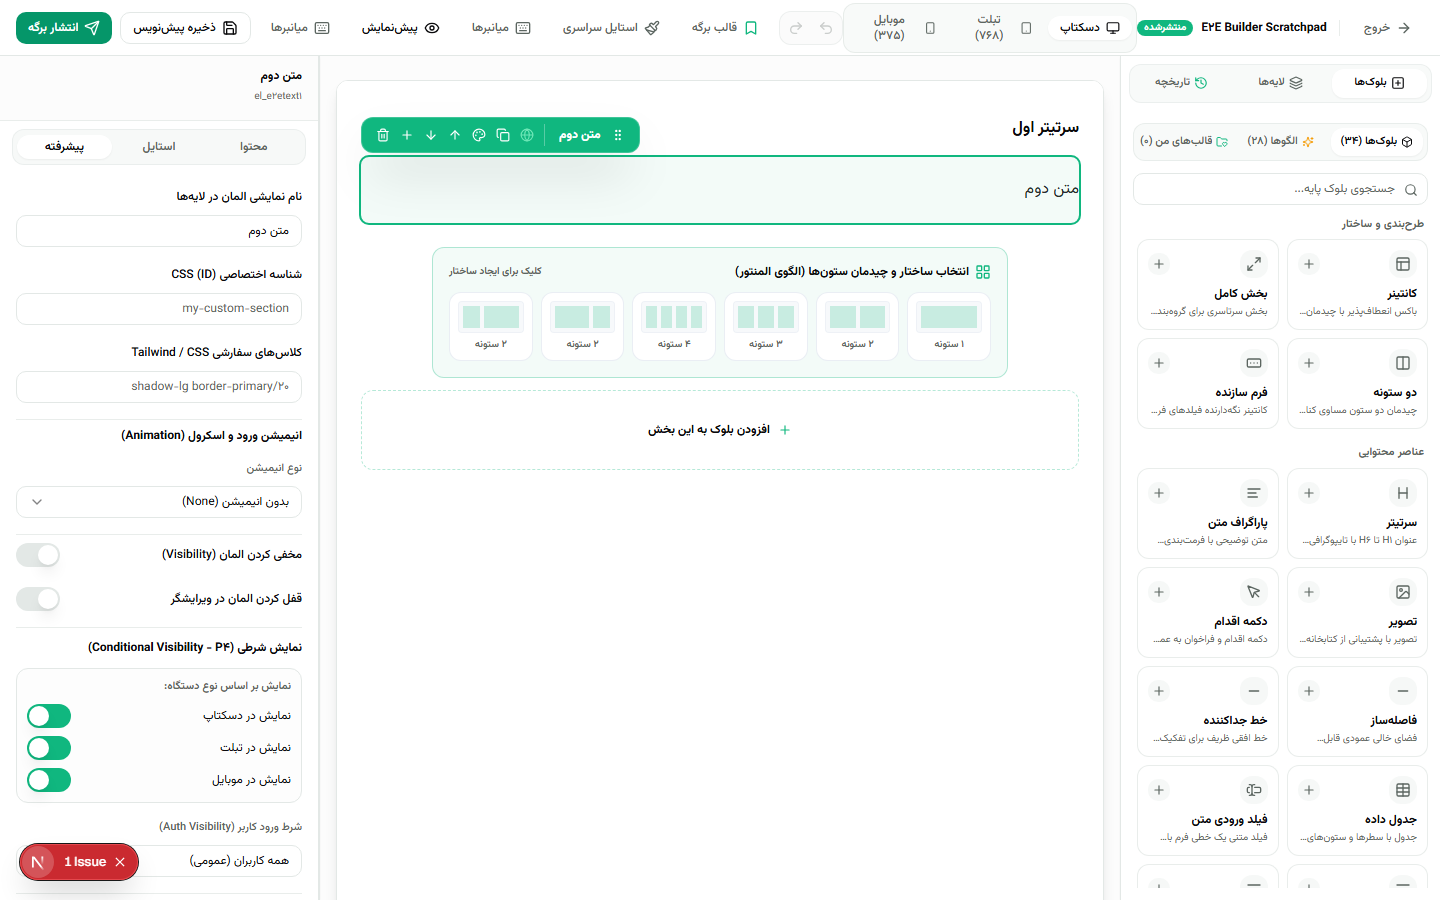 خروج
E۲E Builder Scratchpad
منتشرشده
دسکتاپ
تبلت (۷۶۸)
موبایل (۳۷۵)
قالب برگه
استایل سراسری
میانبرها
پیش‌نمایش
میانبرها
ذخیره پیش‌نویس
انتشار برگه
بلوک‌ها
لایه‌ها
تاریخچه
بلوک‌ها (۳۴)
الگوها (۲۸)
قالب‌های من (۰)
جستجوی بلوک پایه...
طرح‌بندی و ساختار
کانتینر
باکس انعطاف‌پذیر با چیدمان...
بخش کامل
بخش سرتاسری برای گروه‌بند...
دو ستونه
چیدمان دو ستون مساوی کنا...
فرم سازنده
کانتینر نگه‌دارنده فیلدهای فر...
عناصر محتوایی
سرتیتر
عنوان H۱ تا H۶ با تایپوگرافی...
پاراگراف متن
متن توضیحی با فرمت‌بندی...
تصویر
تصویر با پشتیبانی از کتابخانه...
دکمه اقدام
دکمه اقدام و فراخوان به عمـ...
فاصله‌ساز
فضای خالی عمودی قابل...
خط جداکننده
خط افقی ظریف برای تفکیک...
جدول داده
جدول با سطرها و ستون‌های...
فیلد ورودی متن
فیلد متنی یک خطی فرم با...
سرتیتر اول
متن دوم
متن دوم
انتخاب ساختار و چیدمان ستون‌ها (الگوی المنتور)
کلیک برای ایجاد ساختار
۱ ستونه
۲ ستونه
۳ ستونه
۴ ستونه
۲ ستونه
۲ ستونه
افزودن بلوک به این بخش
متن دوم
el_e۲etext۱
محتوا
استایل
پیشرفته
نام نمایشی المان در لایه‌ها
متن دوم
شناسه اختصاصی CSS (ID)
my-custom-section
کلاس‌های سفارشی Tailwind / CSS
shadow-lg border-primary/۲۰
انیمیشن ورود و اسکرول (Animation)
نوع انیمیشن
بدون انیمیشن (None)
مخفی کردن المان (Visibility)
قفل کردن المان در ویرایشگر
نمایش شرطی (Conditional Visibility - P۴)
نمایش بر اساس نوع دستگاه:
نمایش در دسکتاپ
نمایش در تبلت
نمایش در موبایل
شرط ورود کاربر (Auth Visibility)
همه کاربران (عمومی)
N 1 Issue